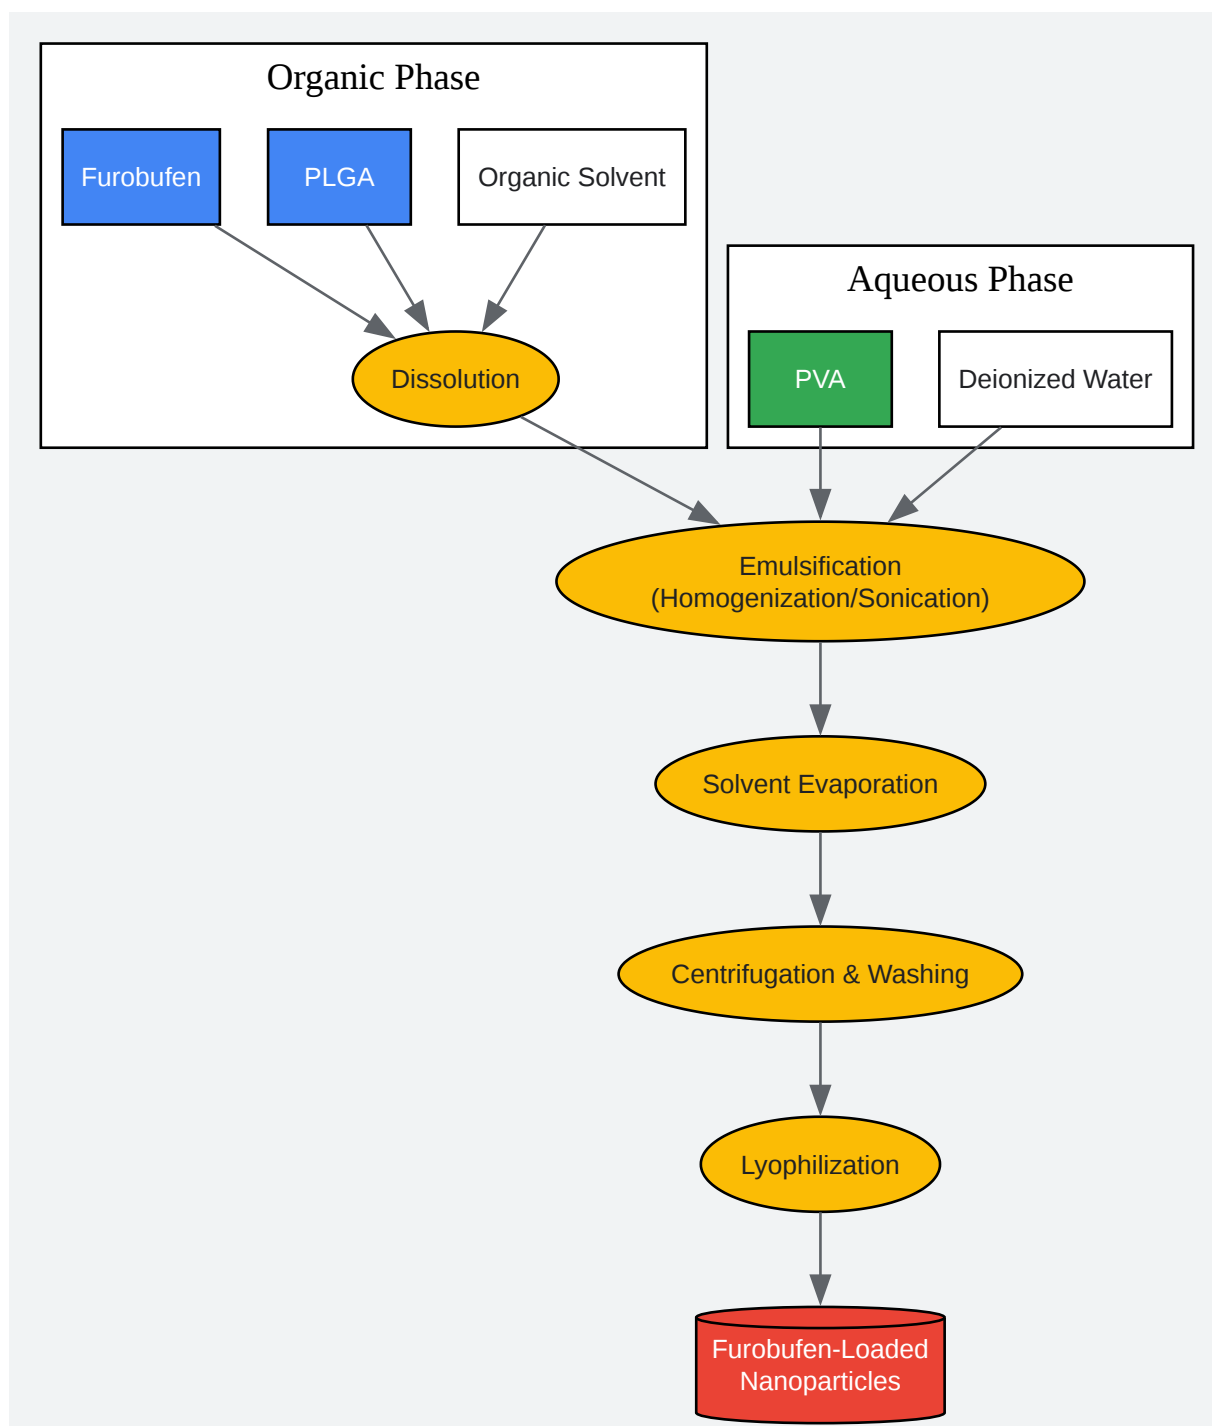 Organic Phase
Furobufen
PLGA
Organic Solvent
Aqueous Phase
Dissolution
PVA
Deionized Water
Emulsification
(Homogenization/Sonication)
Solvent Evaporation
Centrifugation & Washing
Lyophilization
Furobufen-Loaded
Nanoparticles